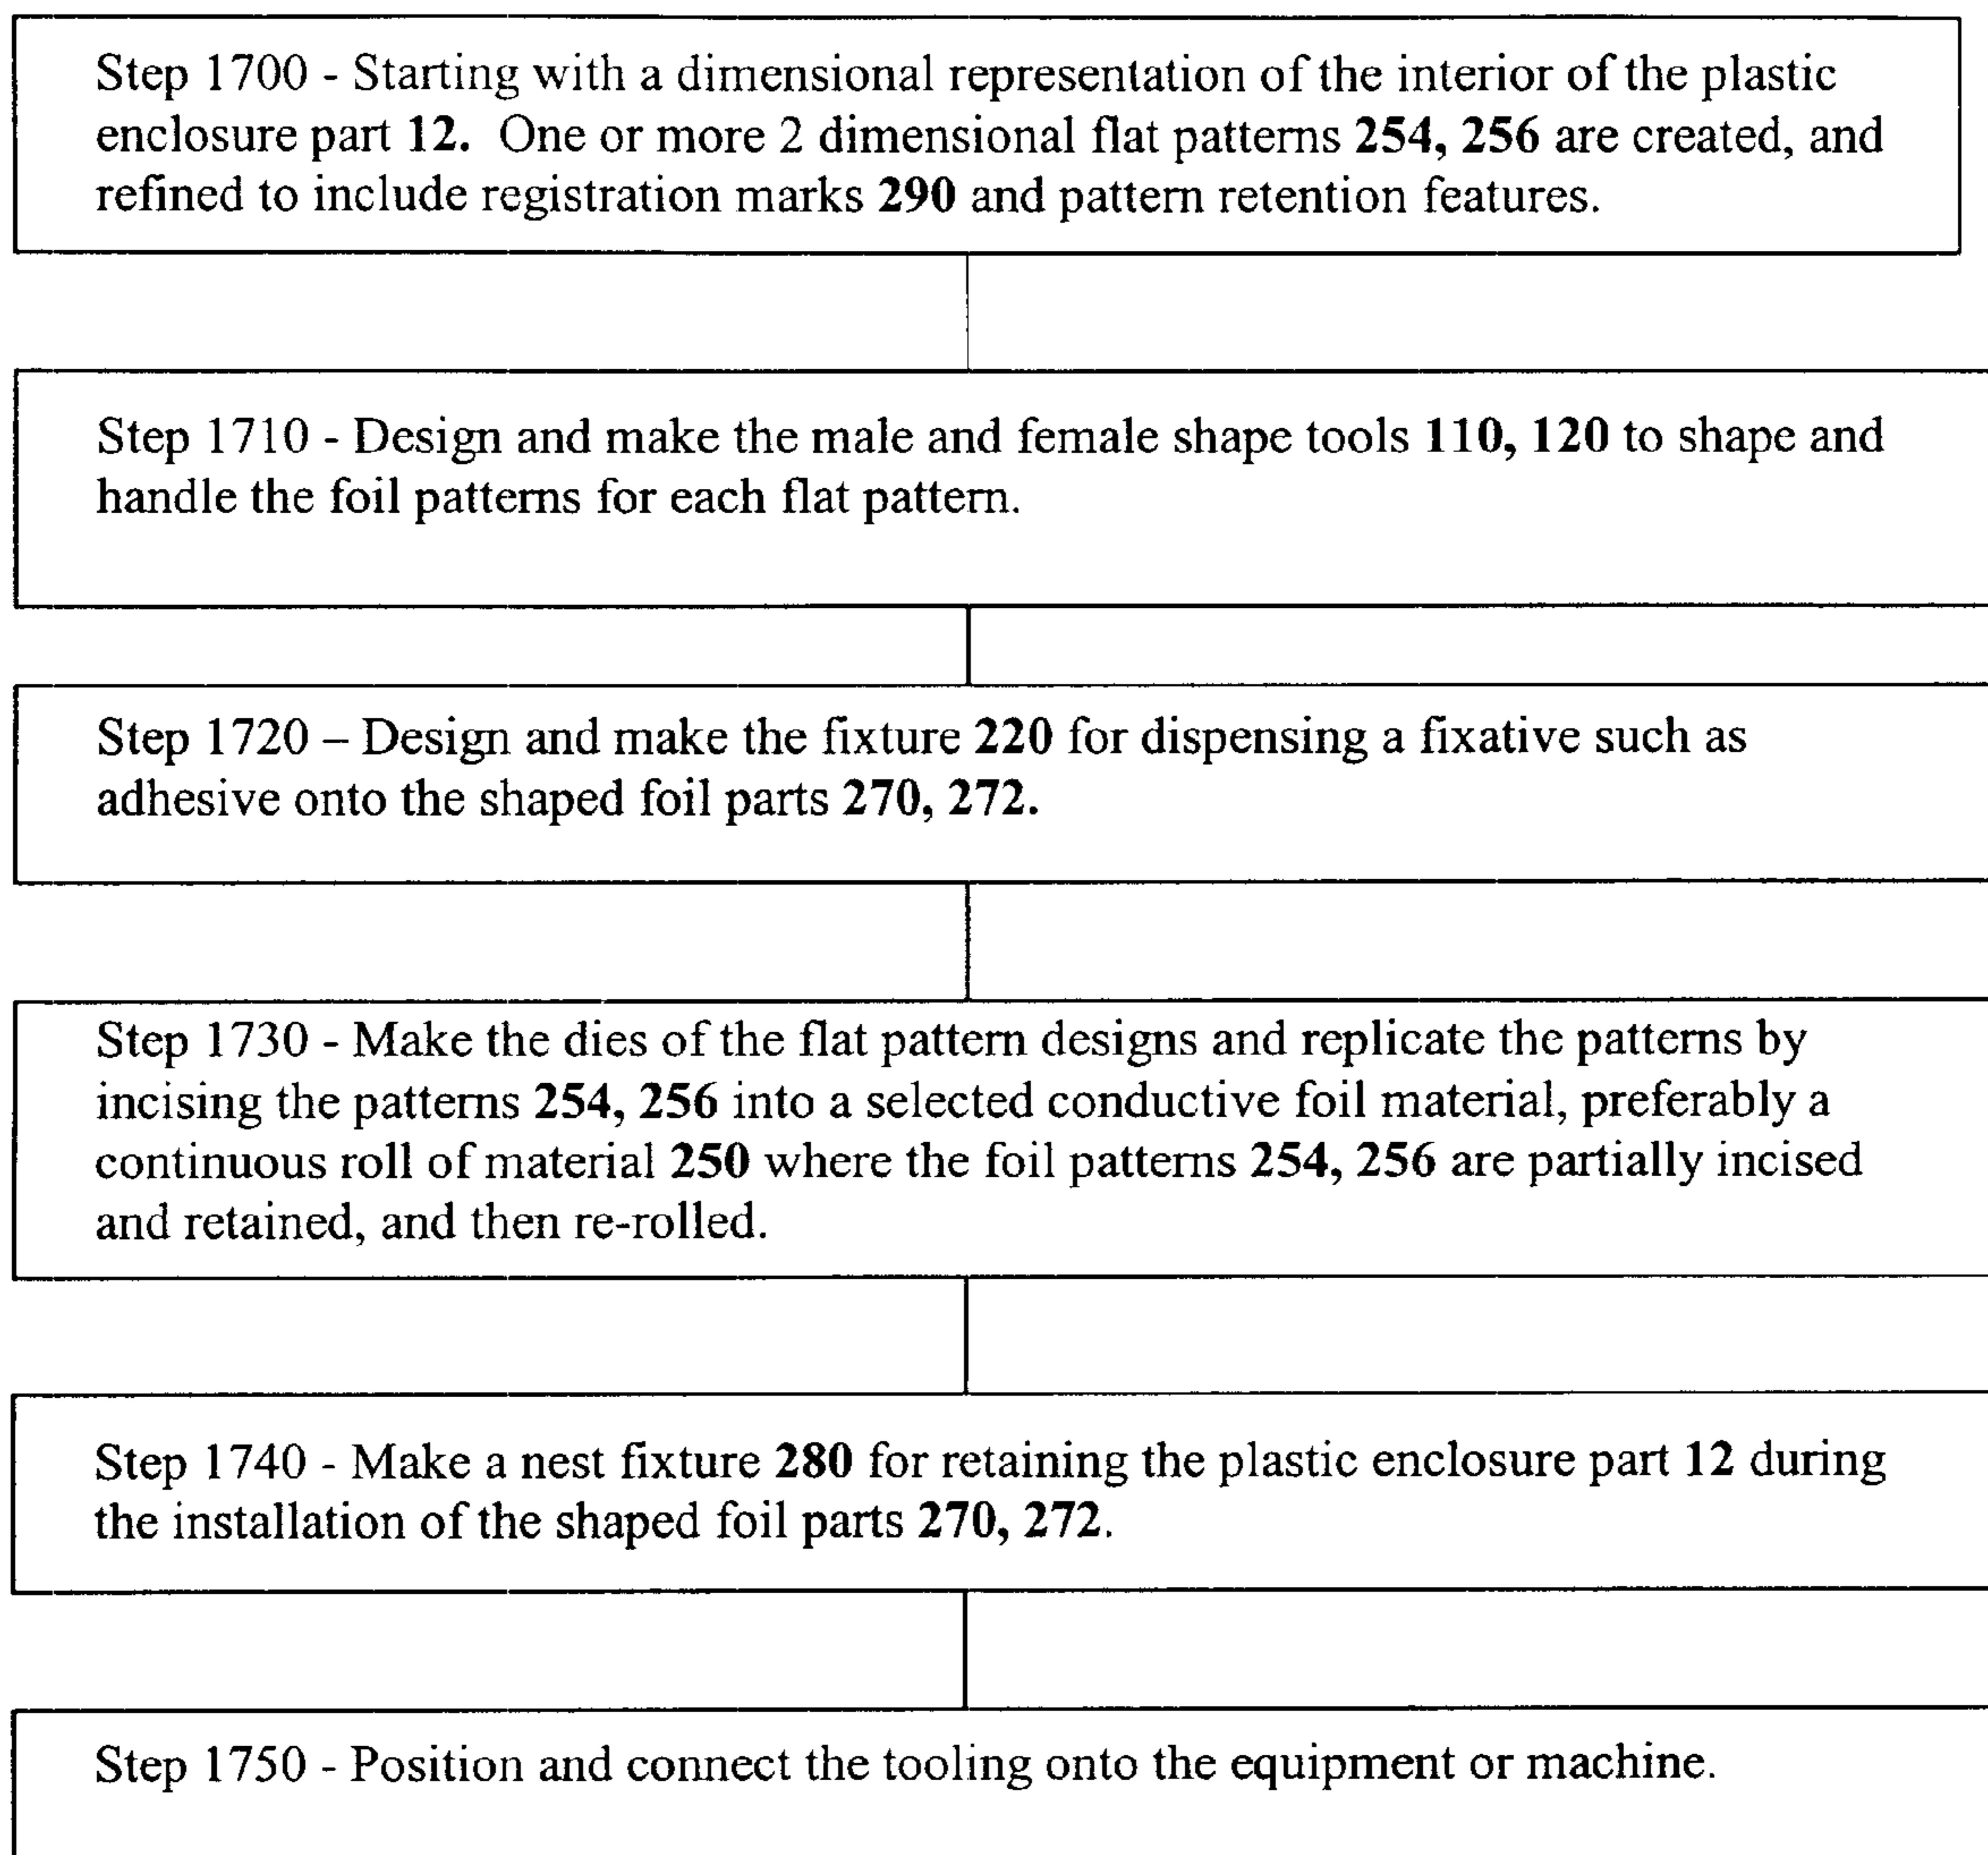 Step 1700 - Starting with a dimensional representation of the interior of the plastic
enclosure part 12. One or more 2 dimensional flat patterns 254, 256 are created, and
refined to include registration marks 290 and pattern retention features.
Step 1710 - Design and make the male and female shape tools 110, 120 to shape and
handle the foil patterns for each flat pattern.
Step 1720 – Design and make the fixture 220 for dispensing a fixative such as
adhesive onto the shaped foil parts 270, 272.
Step 1730 - Make the dies of the flat pattern designs and replicate the patterns by
incising the patterns 254, 256 into a selected conductive foil material, preferably a
continuous roll of material 250 where the foil patterns 254, 256 are partially incised
and retained, and then re-rolled.
Step 1740 - Make a nest fixture 280 for retaining the plastic enclosure part 12 during
the installation of the shaped foil parts 270, 272.
Step 1750 - Position and connect the tooling onto the equipment or machine.